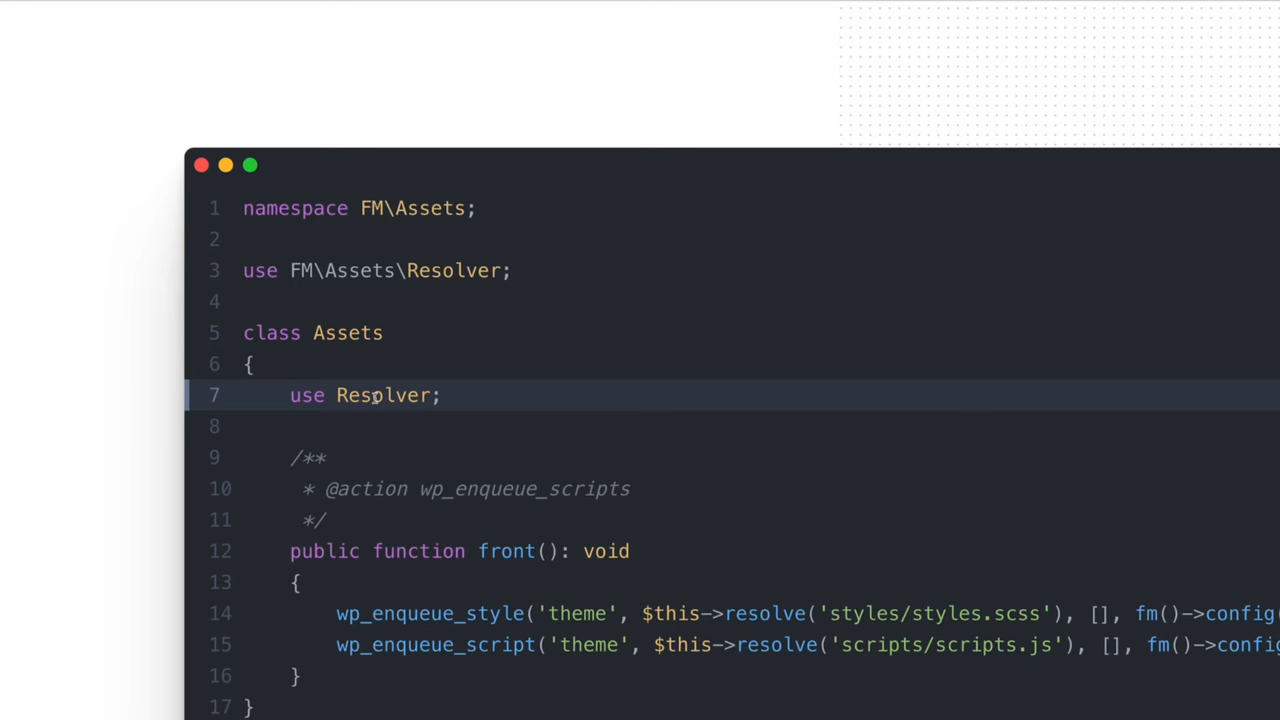 1 namespace FM\Assets;
2
3 use FM\Assets\Resolver;
4
5 class Assets
6 {
7 use Resolver;
8
9 /**
10 * @action wp_enqueue_scripts
11 */
12 public function front(): void
13 {
14 wp_enqueue_style('theme', $this->resolve('styles/styles.scss'), [], fm()->config(
15 wp_enqueue_script('theme', $this->resolve('scripts/scripts.js'), [], fm()->config
16 }
17 }